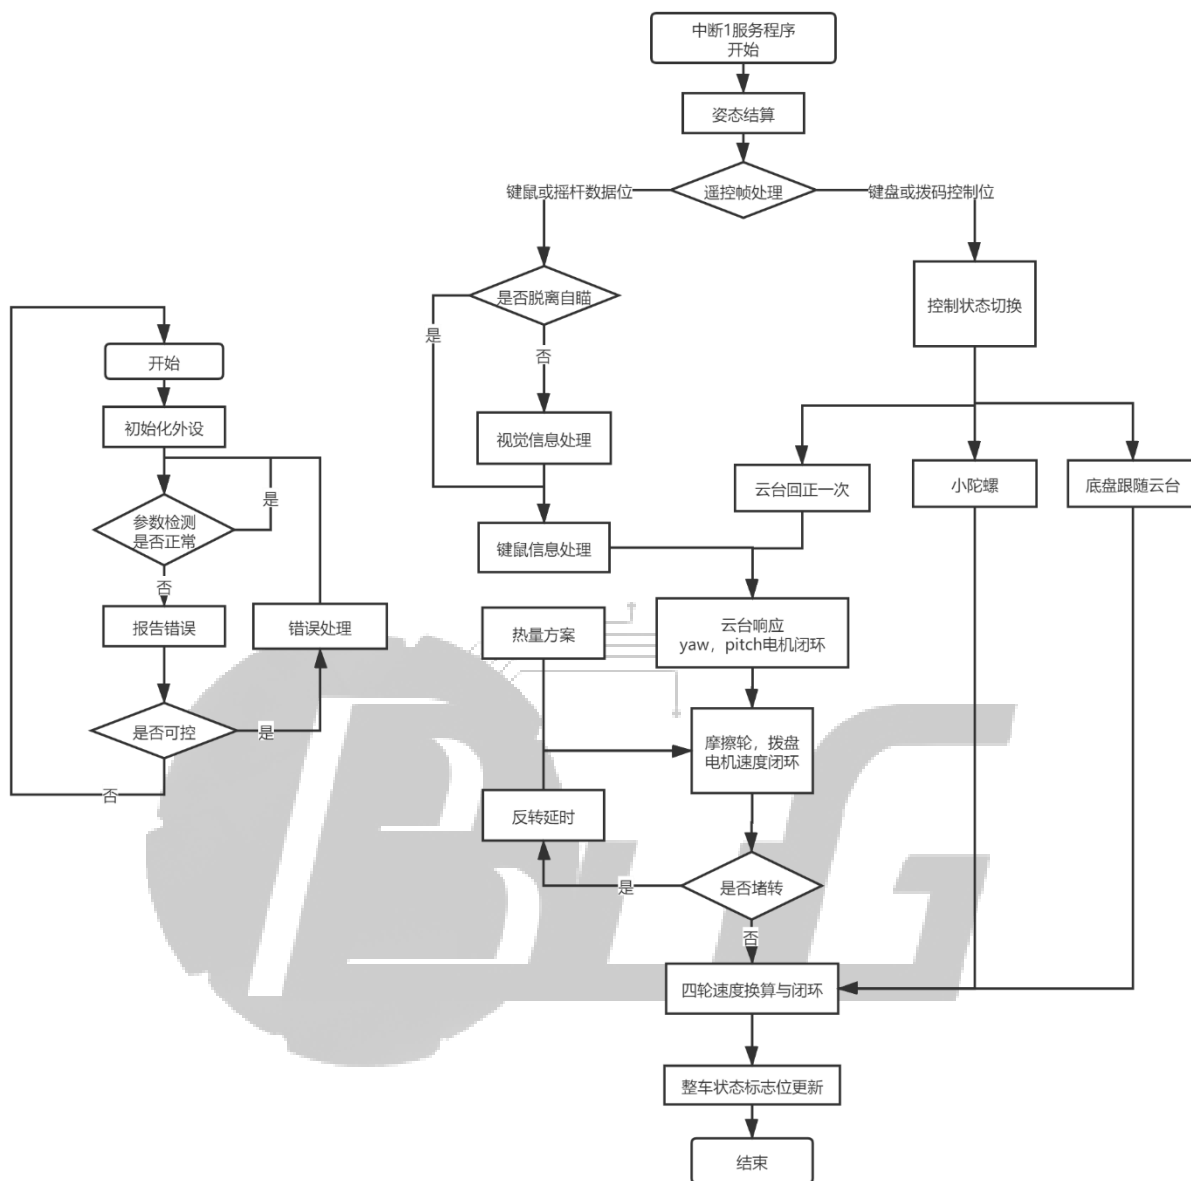 中断1服务程序
开始
姿态结算
键鼠或摇杆数据位
遥控帧处理
键盘或拨码控制位
是否脱离自瞄
控制状态切换
是
否
开始
初始化外设
视觉信息处理
云台回正一次
小陀螺
底盘跟随云台
是
参数检测
是否正常
键鼠信息处理
否
报告错误
错误处理
热量方案
云台响应
yaw，pitch电机闭环
是否可控
是
摩擦轮，拨盘
电机速度闭环
否
反转延时
是否堵转
是
否
四轮速度换算与闭环
整车状态标志位更新
结束